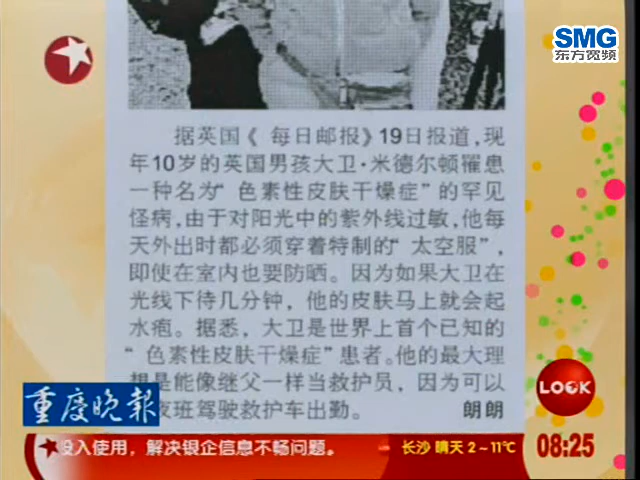 SMG
东方宽频
据英国《 每日邮报》19日报道,现
年10岁的英国男孩大卫·米德尔顿罹患
一种名为“ 色素性皮肤干燥症”的罕见
怪病,由于对阳光中的紫外线过敏,他每
天外出时都必须穿着特制的“ 太空服”,
即使在室内也要防晒。因为如果大卫在
光线下待几分钟，他的皮肤马上就会起
水疱。据悉，大卫是世界上首个已知的
“ 色素性皮肤干燥症”患者。他的最大理
想是能像继父一样当救护员，因为可以
夜班驾驶救护车出勤。 朗朗
重度晚报
LOOK
投入使用，解决银企信息不畅问题。
长沙 晴天 2~11℃
08:25